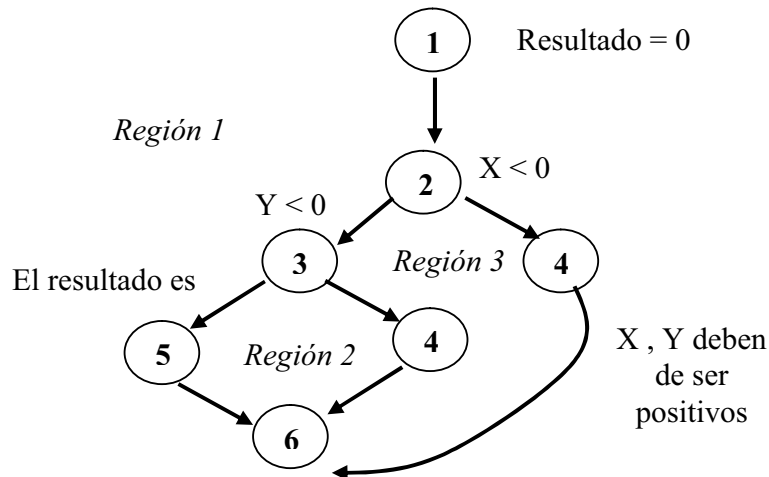 1
Resultado = 0
Región 1
2
X < 0
Y < 0
3
Región 3
4
El resultado es
5
Región 2
4
X , Y deben
de ser
positivos
6